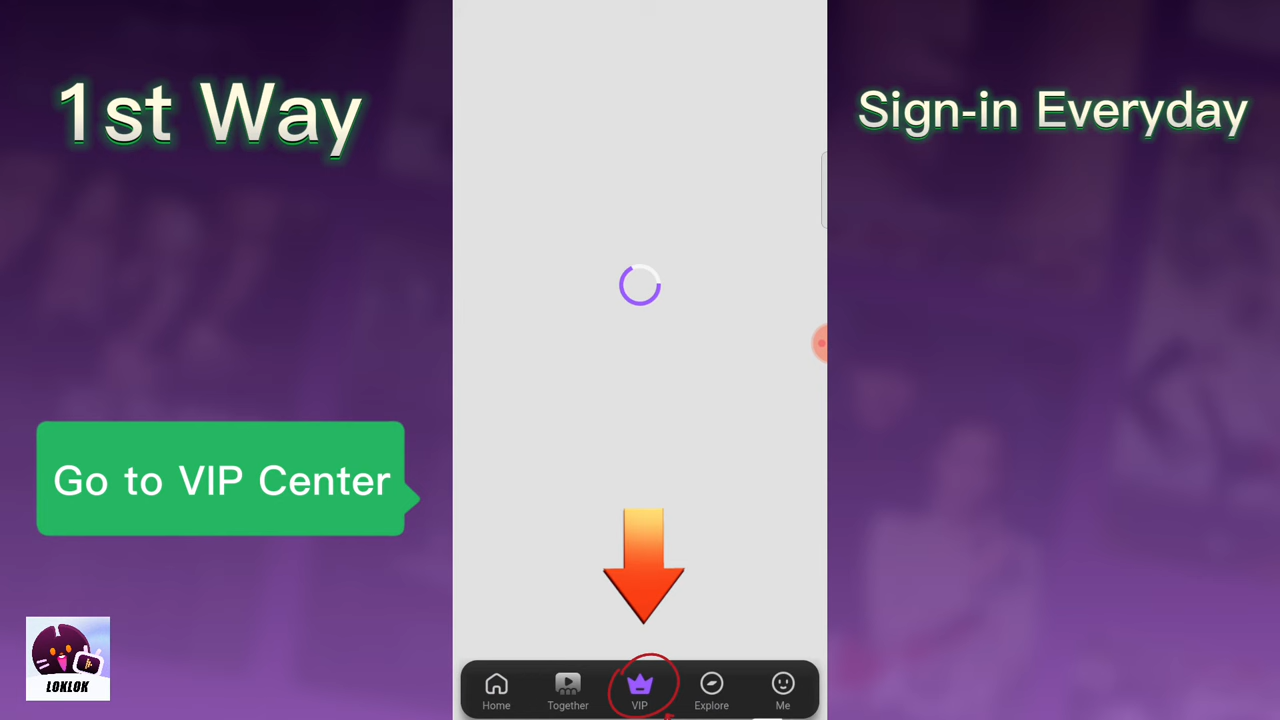 1st Way
Sign-in Everyday
Go to VIP Center
LOKLOK
Home
Together
VIP
Explore
Me